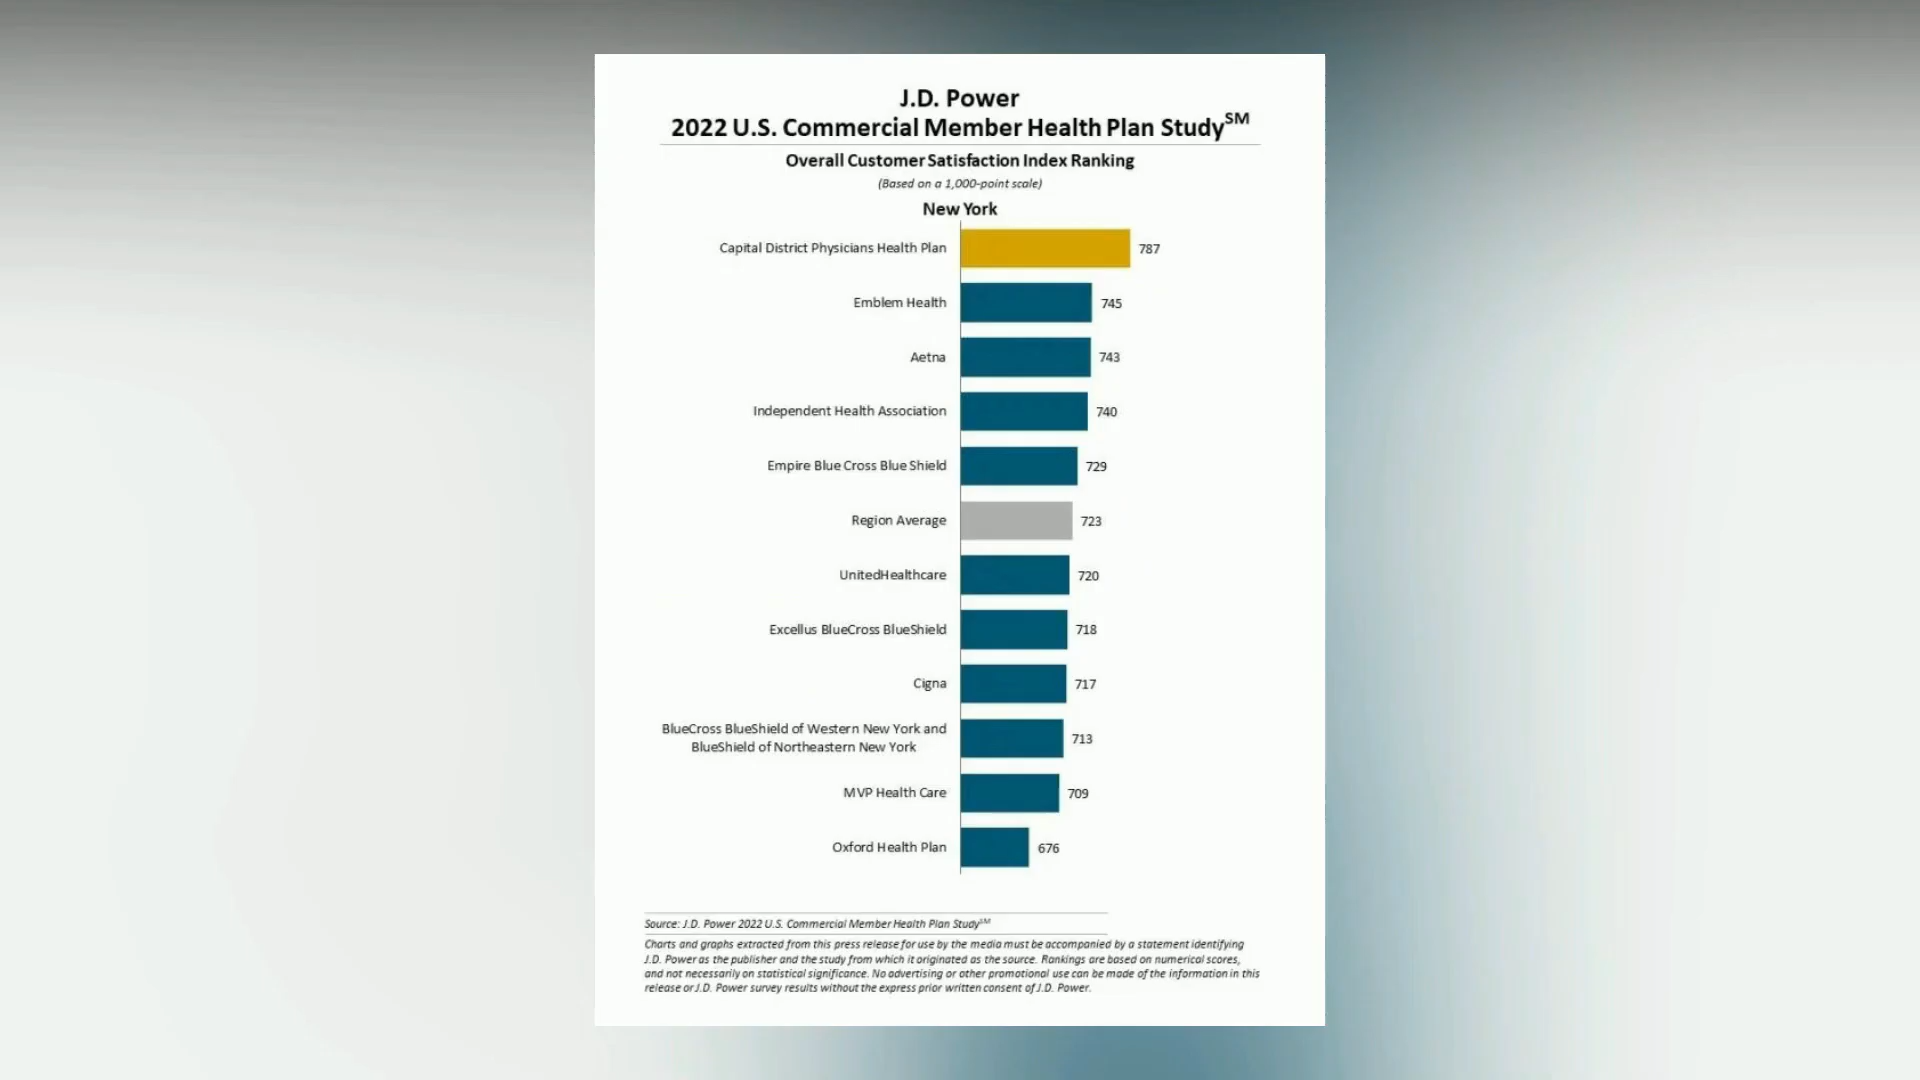 J.D. Power
2022 U.S. Commercial Member Health Plan StudySM
Overall Customer Satisfaction Index Ranking
(Based on a 1,000-point scale)
New York
Capital District Physicians Health Plan 787
Emblem Health 745
Aetna 743
Independent Health Association 740
Empire Blue Cross Blue Shield 729
Region Average 723
UnitedHealthcare 720
Excellus BlueCross BlueShield 718
Cigna 717
BlueCross BlueShield of Western New York and
BlueShield of Northeastern New York 713
MVP Health Care 709
Oxford Health Plan 676
Source: J.D. Power 2022 U.S. Commercial Member Health Plan StudySM
Charts and graphs extracted from this press release for use by the media must be accompanied by a statement identifying
J.D. Power as the publisher and the study from which it originated as the source. Rankings are based on numerical scores,
and not necessarily on statistical significance. No advertising or other promotional use can be made of the information in this
release or J.D. Power survey results without the express prior written consent of J.D. Power.